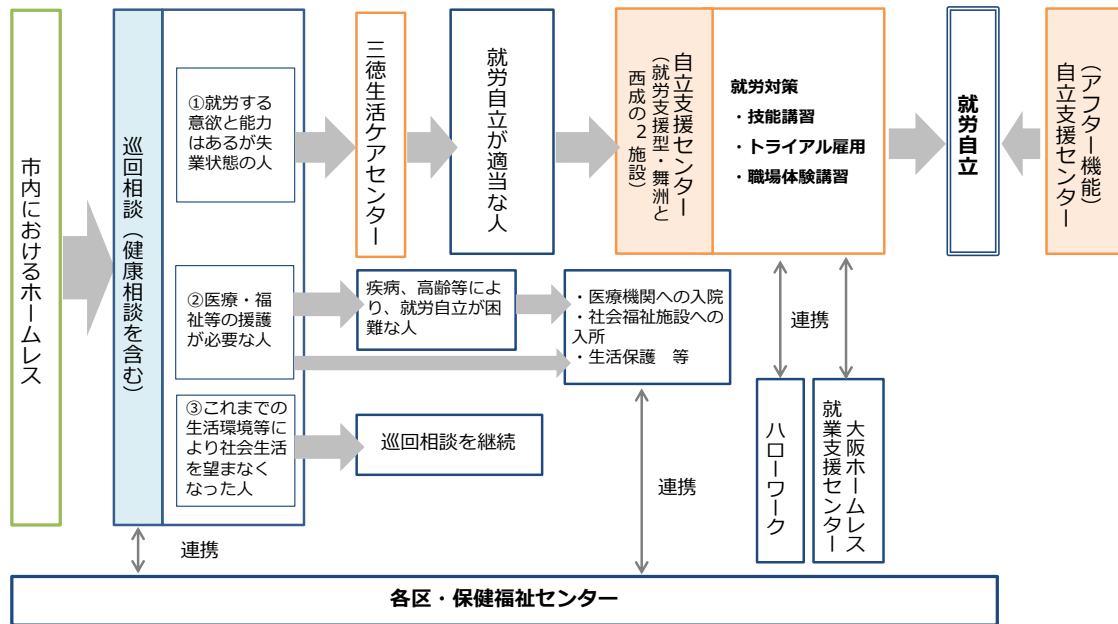 市内におけるホームレス
巡回相談（健康相談を含む）
①就労する
意欲と能力
はあるが失
業状態の人
三徳生活ケアセンター
就労自立が適当な人
自立支援センター
（就労支援型・舞洲と
西成の２施設）
就労対策
・技能講習
・トライアル雇用
・職場体験講習
就労自立
（アフター機能）
自立支援センター
②医療・福
祉等の援護
が必要な人
疾病、高齢等によ
り、就労自立が困
難な人
・医療機関への入院
・社会福祉施設への
入所
・生活保護　等
連携
③これまでの
生活環境等に
より社会生活
を望まなく
なった人
巡回相談を継続
ハローワーク
大阪ホームレス
就業支援センター
連携
連携
各区・保健福祉センター